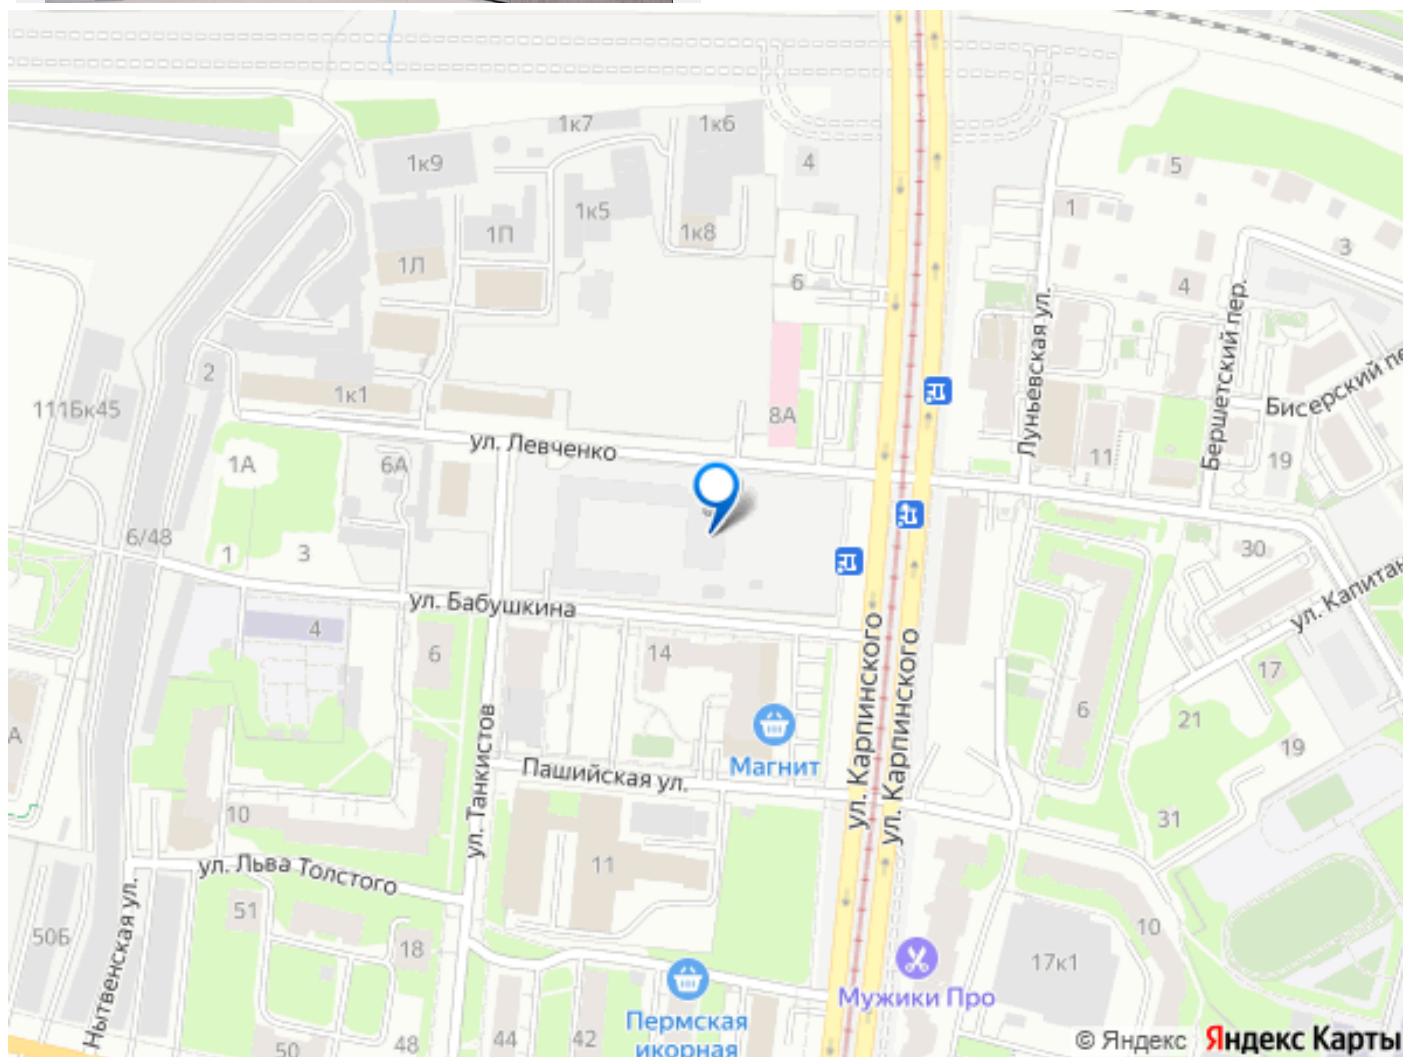 1к7
1к6
1к9
4
5
1к5
1
1П
1к8
3
1Л
6
4
Луньевская ул.
Бершетский пер.
2
1к1
111Бк45
8А
Бисерский пе
ул. Левченко
1А
6А
11
19
6/48
1
3
30
ул. Бабушкина
ул. Капитан
4
6
14
17
ул. Карпинского
ул. Карпинского
6
21
А
19
Магнит
Пашийская ул.
ул. Танкистов
10
31
ул. Льва Толстого
11
51
10
50Б
18
17к1
Нытвенская ул.
Мужики Про
Пермская
икорная
44
42
48
50
© Яндекс Яндекс Карты